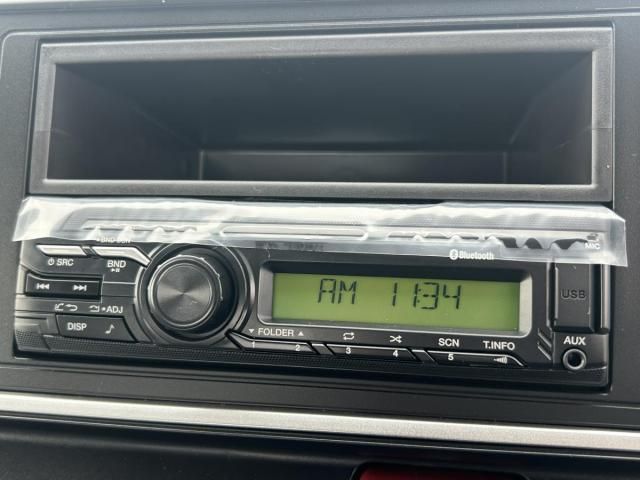 MIC
Bluetooth
SRC
BND
USB
AM 11:34
ADJ
DISP
FOLDER
1 2 3 4 5
SCN
T.INFO
AUX